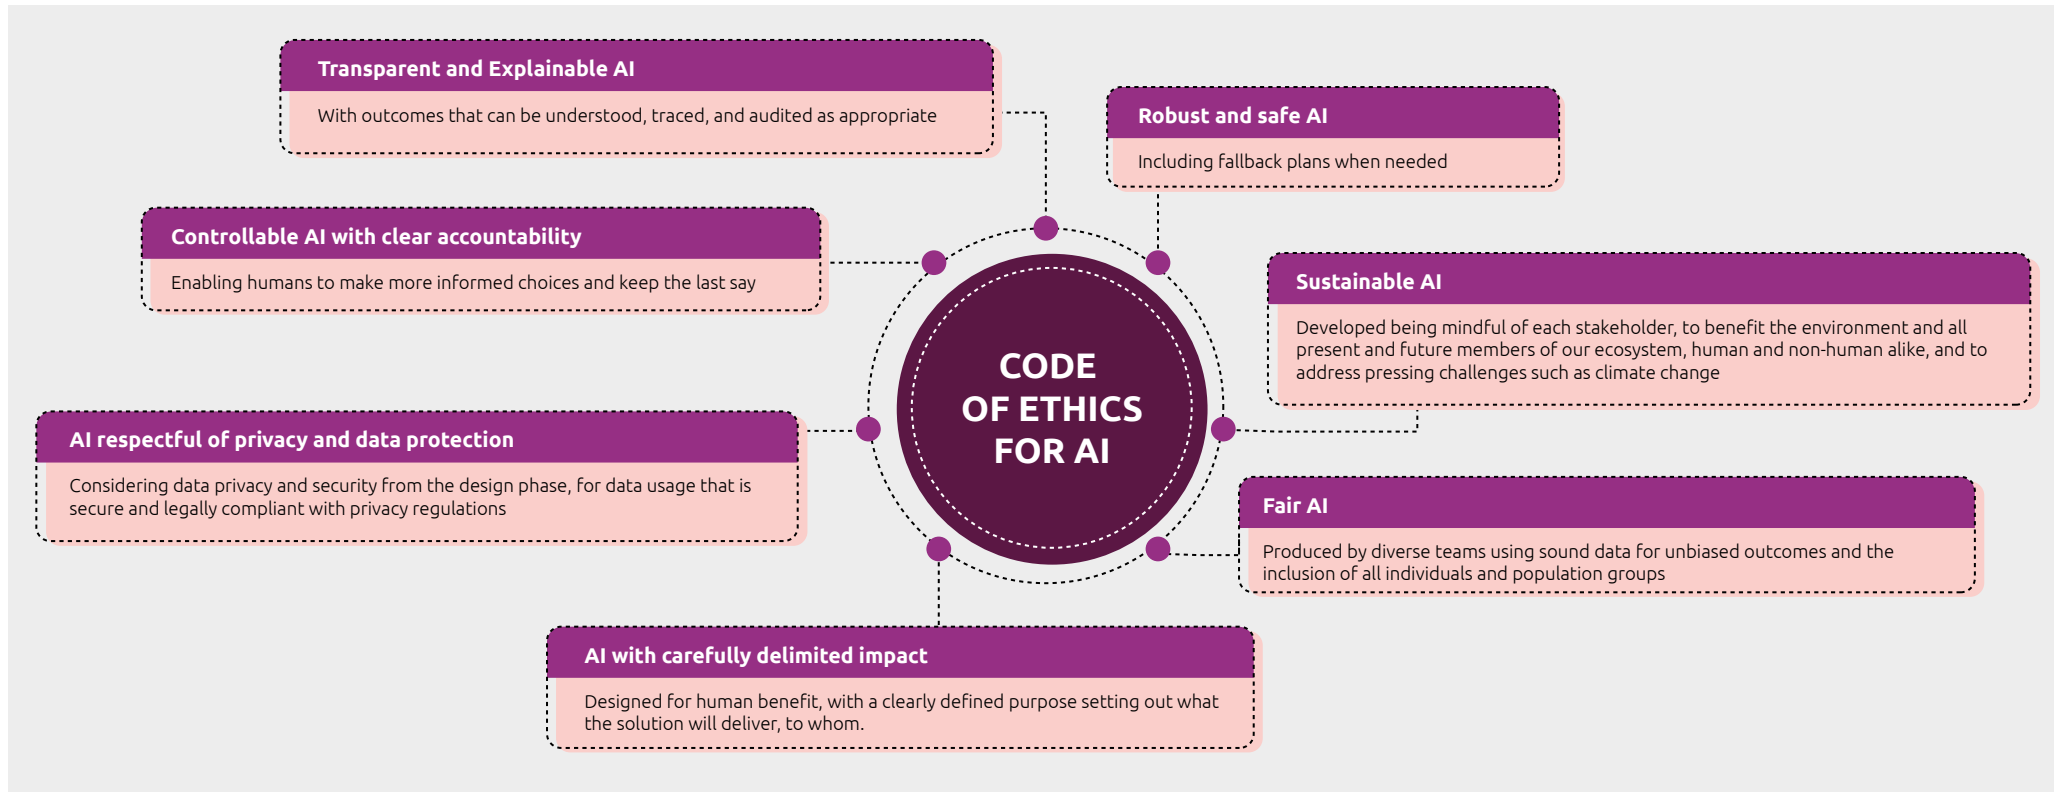 Transparent and Explainable AI
With outcomes that can be understood, traced, and audited as appropriate
Robust and safe AI
Including fallback plans when needed
Controllable AI with clear accountability
Enabling humans to make more informed choices and keep the last say
Sustainable AI
Developed being mindful of each stakeholder, to benefit the environment and all
present and future members of our ecosystem, human and non-human alike, and to
address pressing challenges such as climate change
CODE
OF ETHICS
FOR AI
AI respectful of privacy and data protection
Considering data privacy and security from the design phase, for data usage that is
secure and legally compliant with privacy regulations
Fair AI
Produced by diverse teams using sound data for unbiased outcomes and the
inclusion of all individuals and population groups
AI with carefully delimited impact
Designed for human benefit, with a clearly defined purpose setting out what
the solution will deliver, to whom.